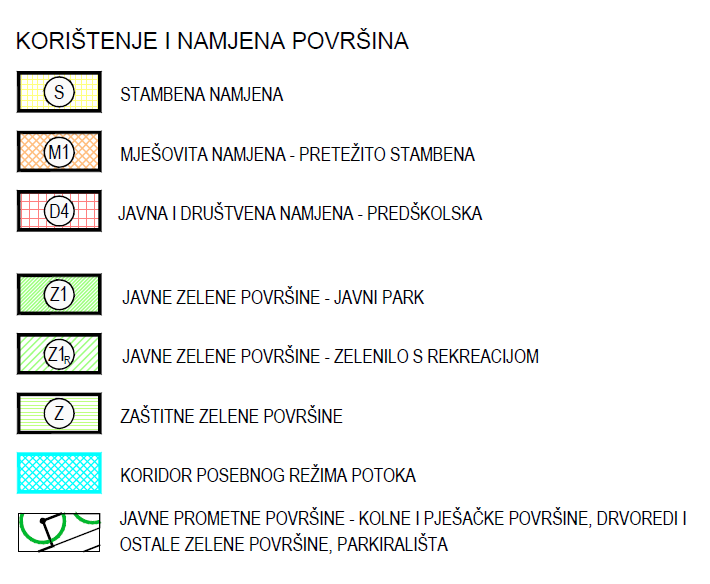 KORIŠTENJE I NAMJENA POVRŠINA
S STAMBENA NAMJENA
M1 MJEŠOVITA NAMJENA - PRETEŽITO STAMBENA
D4 JAVNA I DRUŠTVENA NAMJENA - PREDŠKOLSKA
Z1 JAVNE ZELENE POVRŠINE - JAVNI PARK
Z1R JAVNE ZELENE POVRŠINE - ZELENILO S REKREACIJOM
Z ZAŠTITNE ZELENE POVRŠINE
KORIDOR POSEBNOG REŽIMA POTOKA
JAVNE PROMETNE POVRŠINE - KOLNE I PJEŠAČKE POVRŠINE, DRVOREDI I
OSTALE ZELENE POVRŠINE, PARKIRALIŠTA